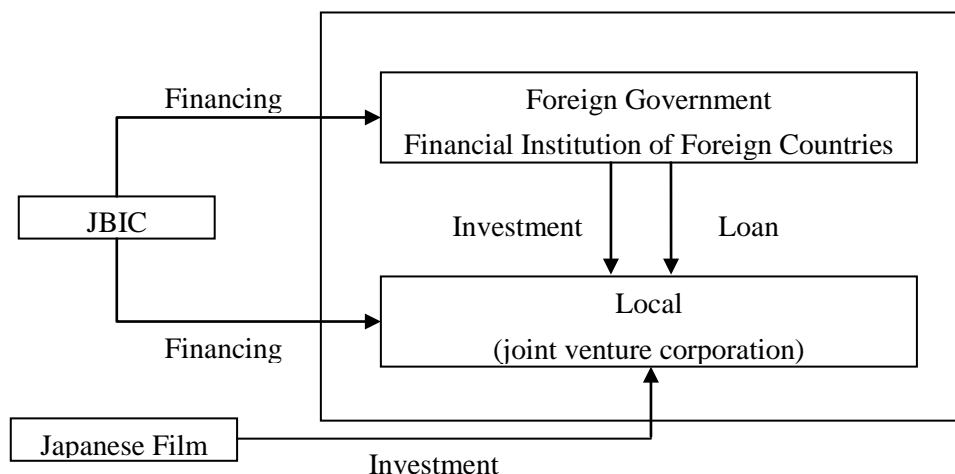 Financing
Foreign Government
Financial Institution of Foreign Countries
JBIC
Investment
Loan
Local
(joint venture corporation)
Financing
Japanese Film
Investment